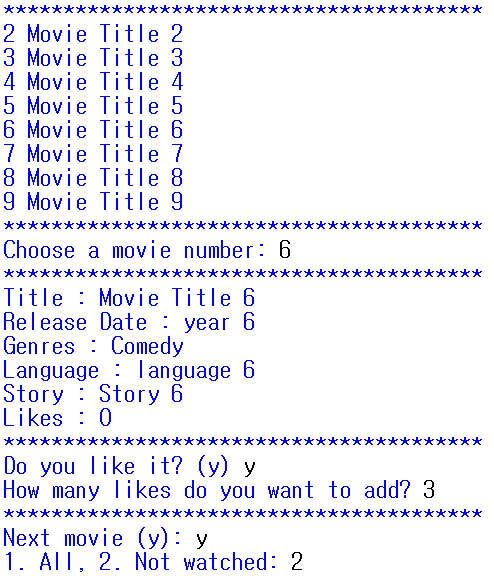 ****************************************
2 Movie Title 2
3 Movie Title 3
4 Movie Title 4
5 Movie Title 5
6 Movie Title 6
7 Movie Title 7
8 Movie Title 8
9 Movie Title 9
****************************************
Choose a movie number: 6
****************************************
Title : Movie Title 6
Release Date : year 6
Genres : Comedy
Language : language 6
Story : Story 6
Likes : 0
****************************************
Do you like it? (y) y
How many likes do you want to add? 3
****************************************
Next movie (y): y
1. All, 2. Not watched: 2